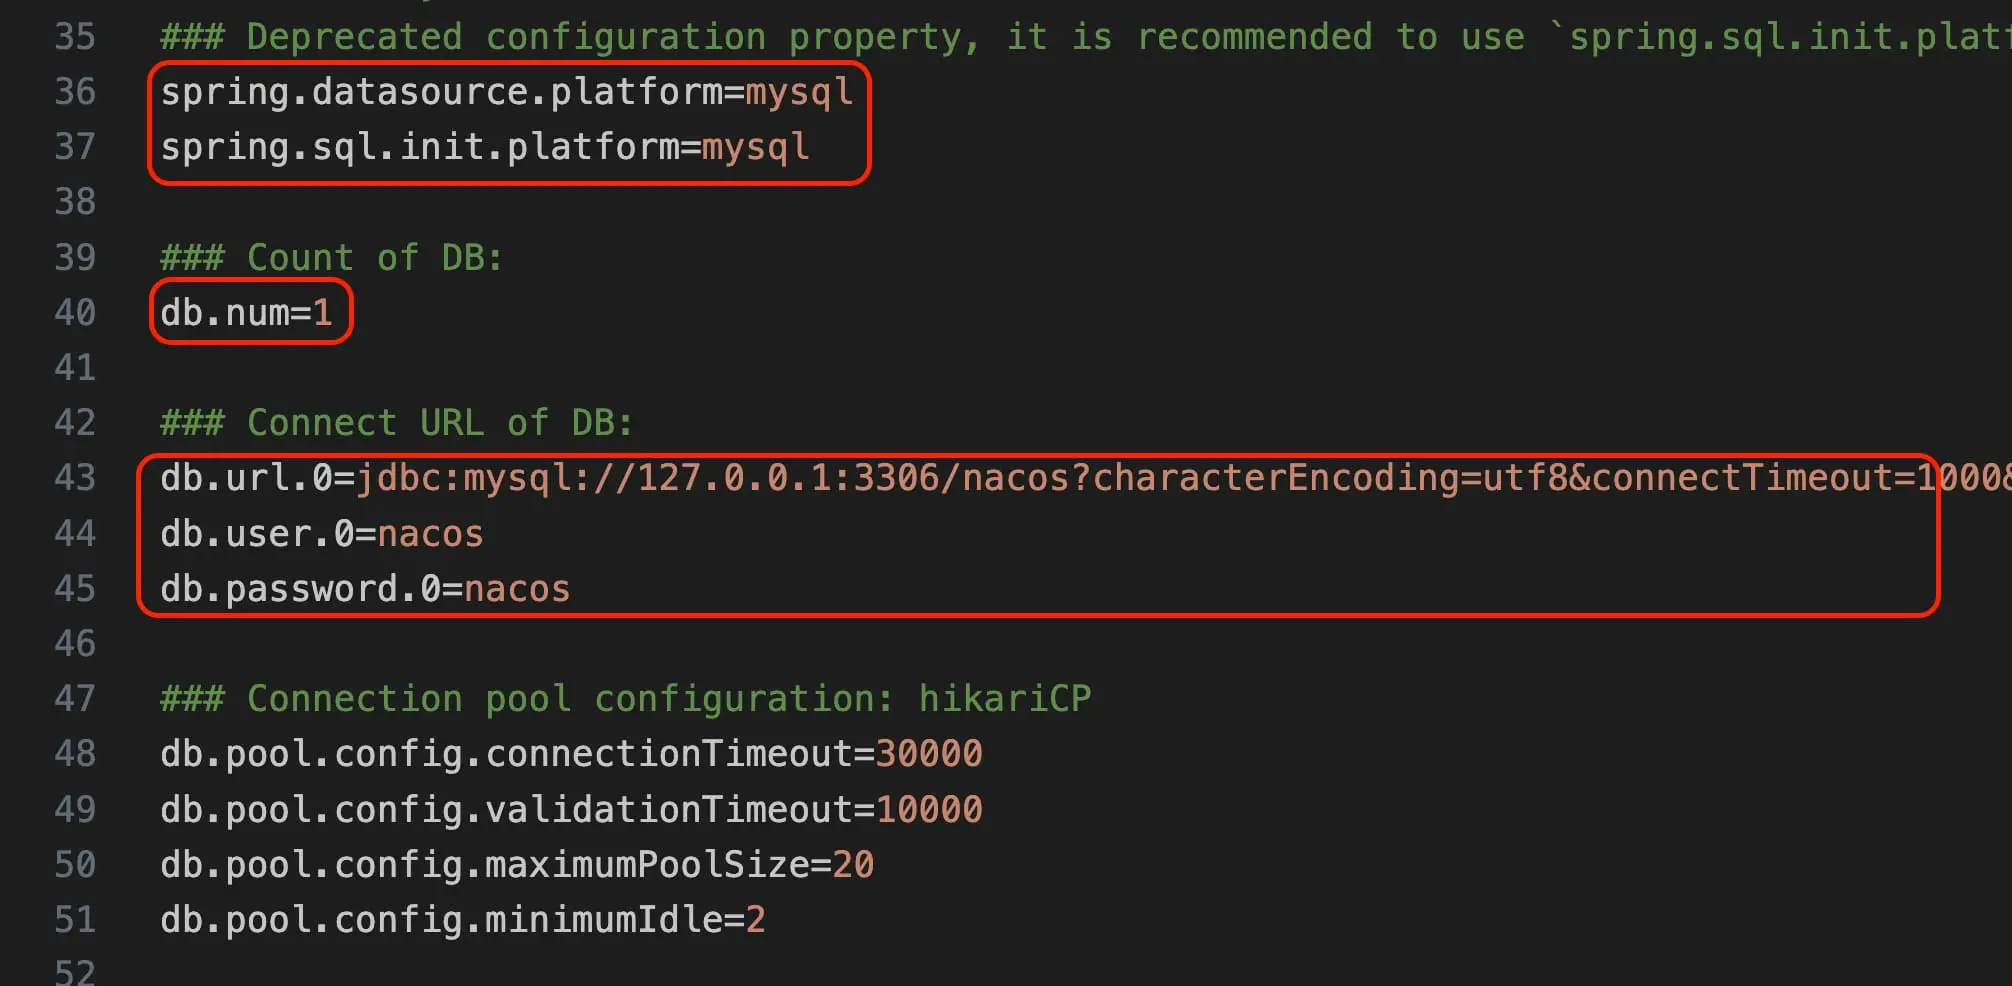 35 ### Deprecated configuration property, it is recommended to use `spring.sql.init.platf
36 spring.datasource.platform=mysql
37 spring.sql.init.platform=mysql
38
39 ### Count of DB:
40 db.num=1
41
42 ### Connect URL of DB:
43 db.url.0=jdbc:mysql://127.0.0.1:3306/nacos?characterEncoding=utf8&connectTimeout=1000&
44 db.user.0=nacos
45 db.password.0=nacos
46
47 ### Connection pool configuration: hikariCP
48 db.pool.config.connectionTimeout=30000
49 db.pool.config.validationTimeout=10000
50 db.pool.config.maximumPoolSize=20
51 db.pool.config.minimumIdle=2
52